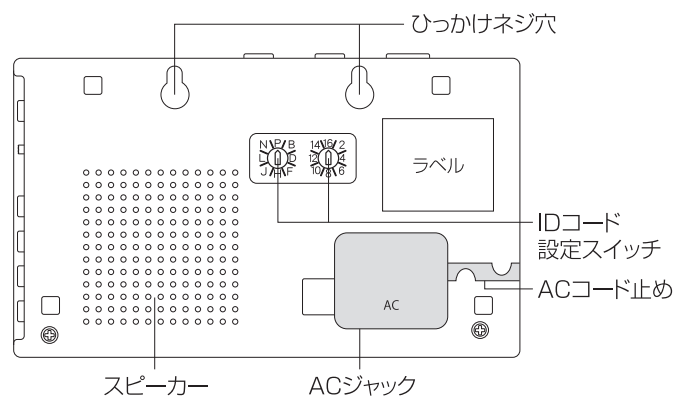 ひっかけネジ穴
N P B
L D
J H F
14 16 2
12 4
10 8 6
ラベル
IDコード
設定スイッチ
ACコード止め
AC
スピーカー
ACジャック